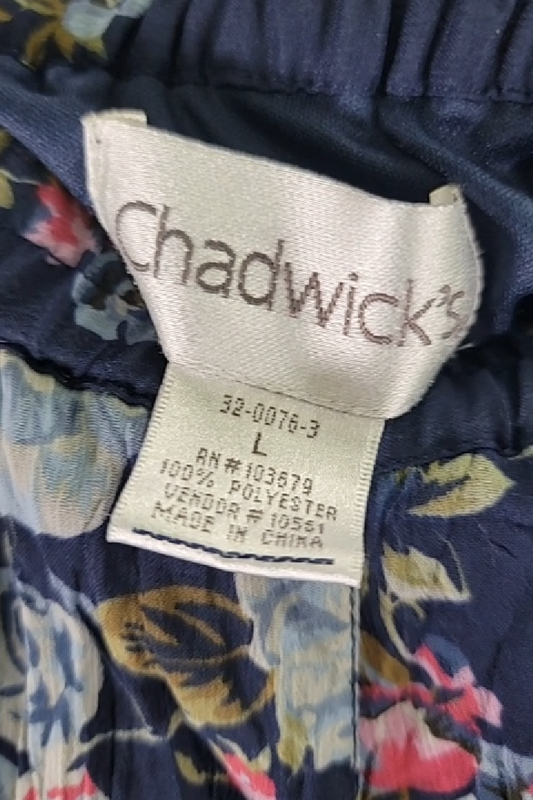 Chadwick's
32-0076-3
L
RN#103679
100% POLYESTER
VENDOR#10561
MADE IN CHINA